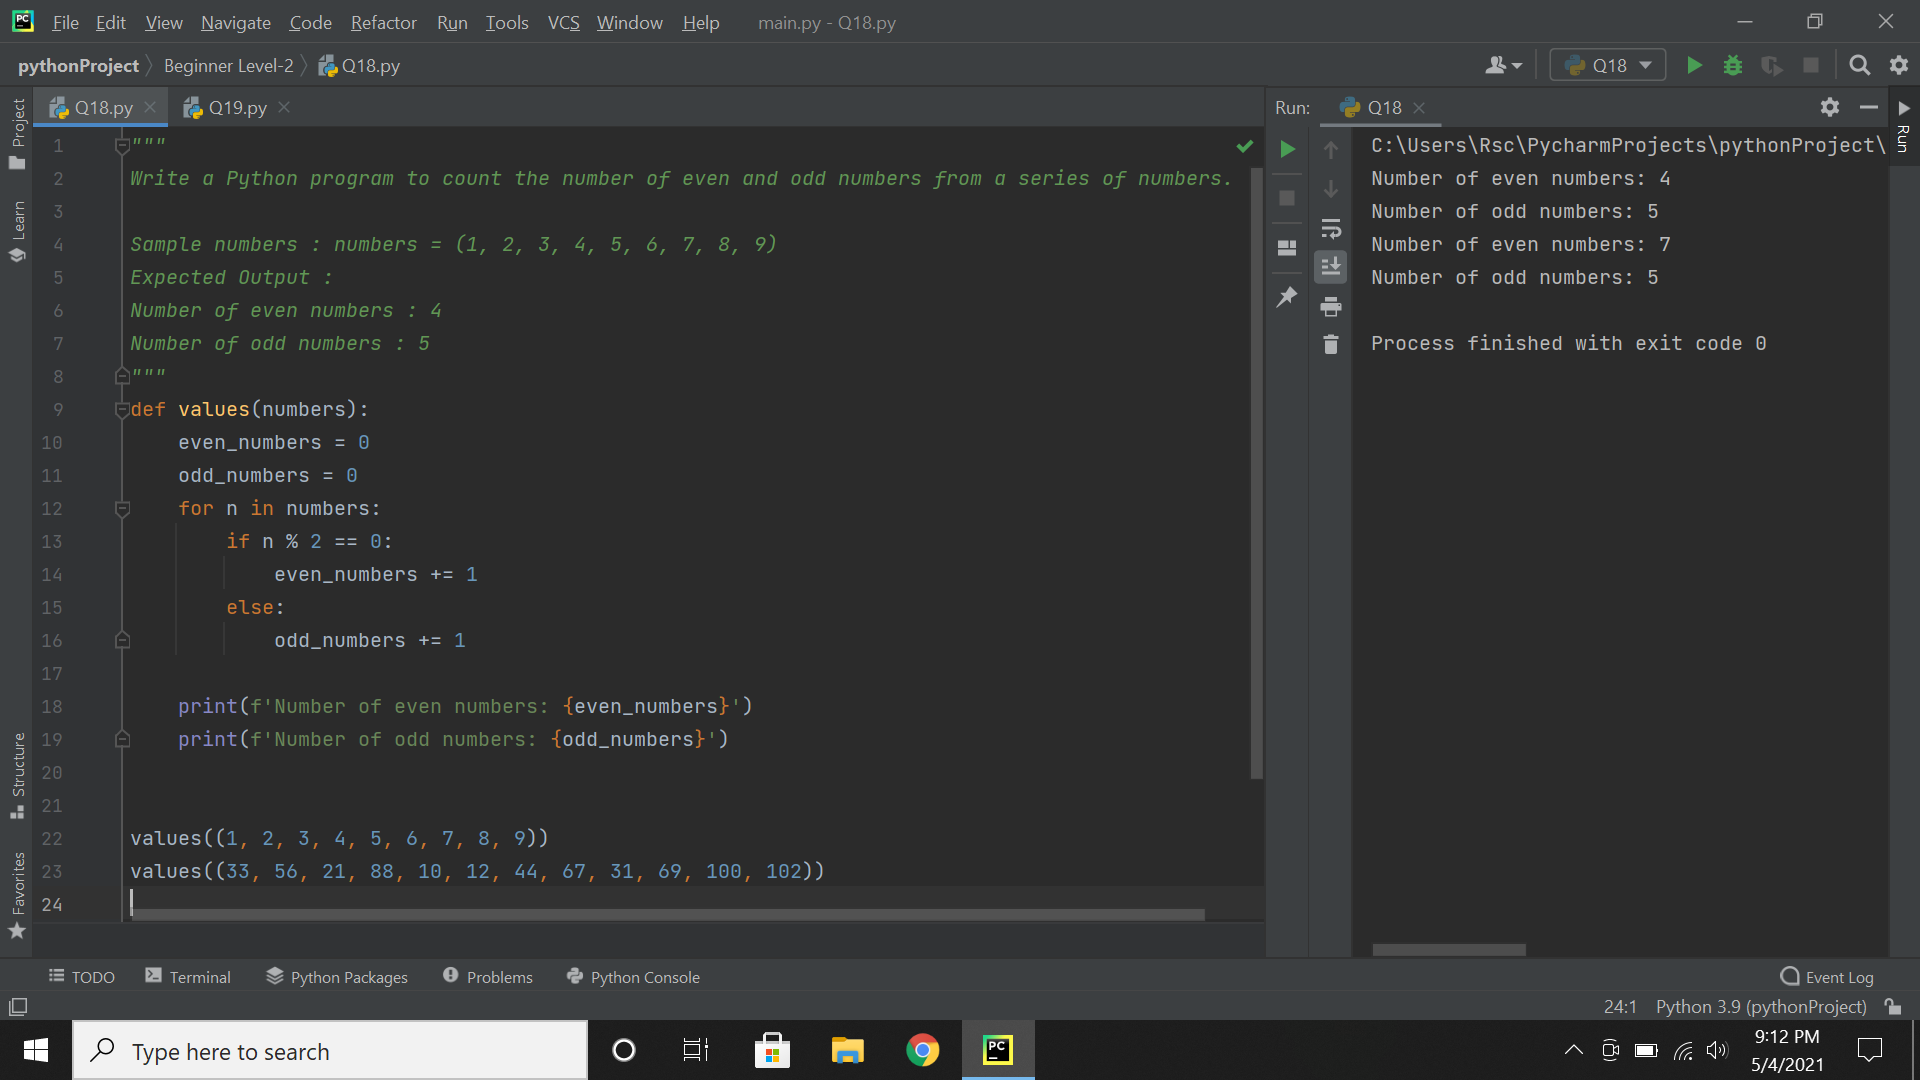 File Edit View Navigate Code Refactor Run Tools VCS Window Help main.py - Q18.py
pythonProject Beginner Level-2 Q18.py
Q18
Q18.py
Q19.py
Run: Q18
Project
Learn
Structure
Favorites
Run
1 """
2 Write a Python program to count the number of even and odd numbers from a series of numbers.
3
4 Sample numbers : numbers = (1, 2, 3, 4, 5, 6, 7, 8, 9)
5 Expected Output :
6 Number of even numbers : 4
7 Number of odd numbers : 5
8 """
9 def values(numbers):
10 even_numbers = 0
11 odd_numbers = 0
12 for n in numbers:
13 if n % 2 == 0:
14 even_numbers += 1
15 else:
16 odd_numbers += 1
17
18 print(f'Number of even numbers: {even_numbers}')
19 print(f'Number of odd numbers: {odd_numbers}')
20
21
22 values((1, 2, 3, 4, 5, 6, 7, 8, 9))
23 values((33, 56, 21, 88, 10, 12, 44, 67, 31, 69, 100, 102))
24
C:\Users\Rsc\PycharmProjects\pythonProject\
Number of even numbers: 4
Number of odd numbers: 5
Number of even numbers: 7
Number of odd numbers: 5
Process finished with exit code 0
TODO Terminal Python Packages Problems Python Console Event Log
24:1 Python 3.9 (pythonProject)
Type here to search
PC
9:12 PM
5/4/2021